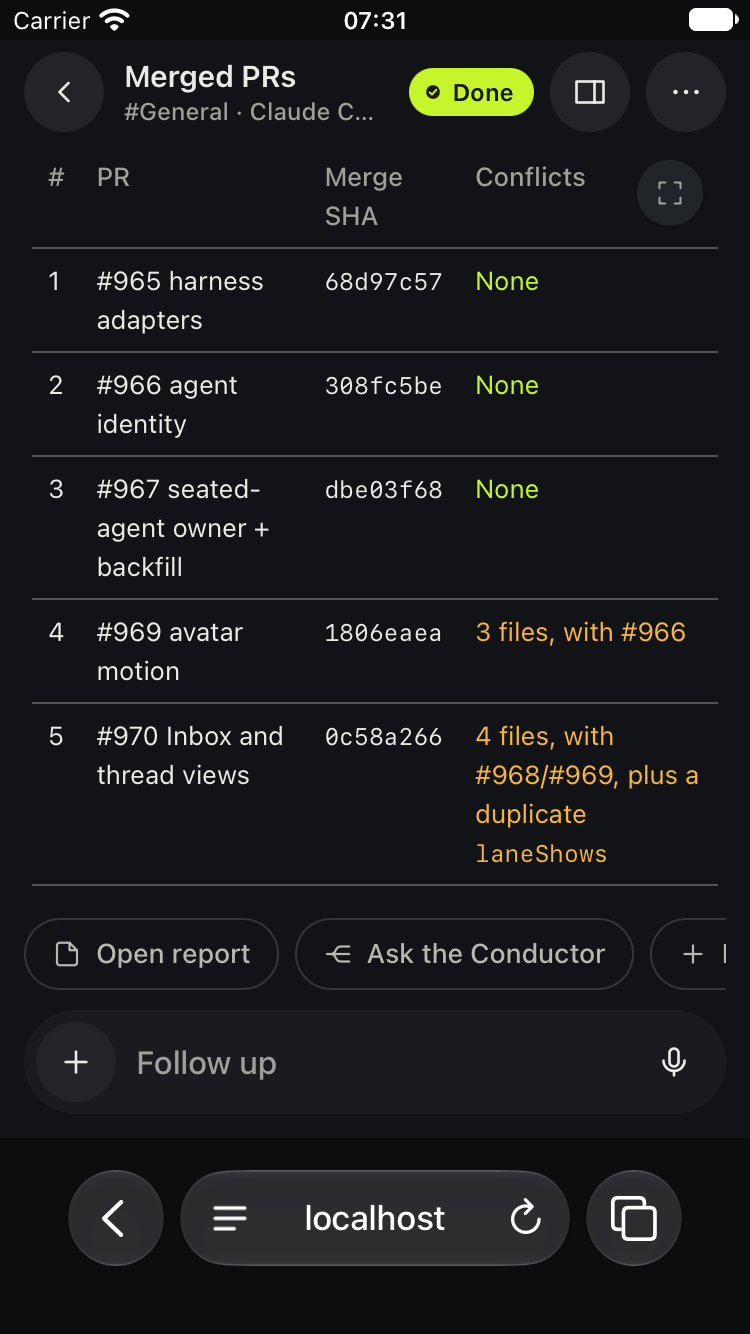 Carrier 07:31
Merged PRs
#General · Claude C...
Done
# PR Merge SHA Conflicts
1 #965 harness adapters 68d97c57 None
2 #966 agent identity 308fc5be None
3 #967 seated-agent owner + backfill dbe03f68 None
4 #969 avatar motion 1806eaea 3 files, with #966
5 #970 Inbox and thread views 0c58a266 4 files, with #968/#969, plus a duplicate laneShows
Open report
Ask the Conductor
Follow up
localhost